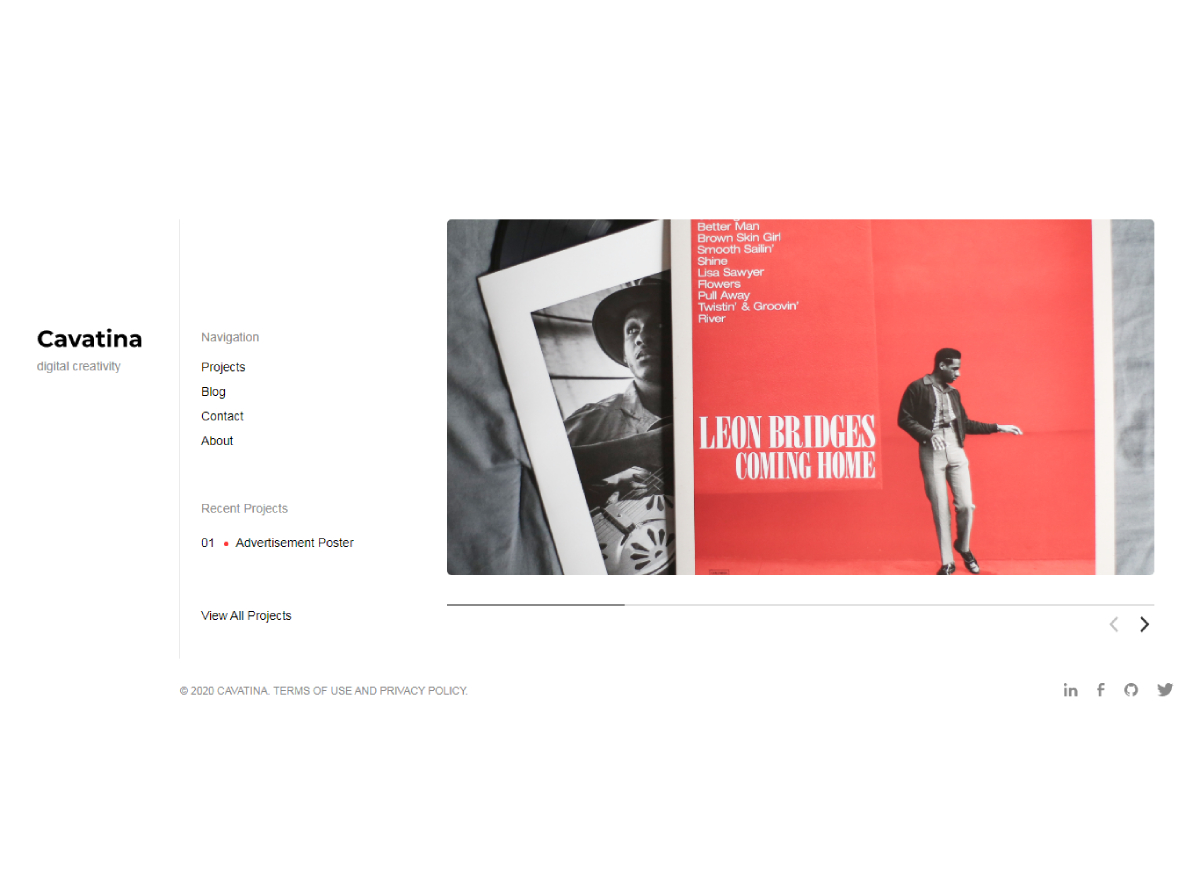 Cavatina
digital creativity
Navigation
Projects
Blog
Contact
About
Recent Projects
01 • Advertisement Poster
View All Projects
Better Man
Brown Skin Girl
Smooth Sailin'
Shine
Lisa Sawyer
Flowers
Pull Away
Twistin' & Groovin'
River
LEON BRIDGES
COMING HOME
© 2020 CAVATINA. TERMS OF USE AND PRIVACY POLICY.